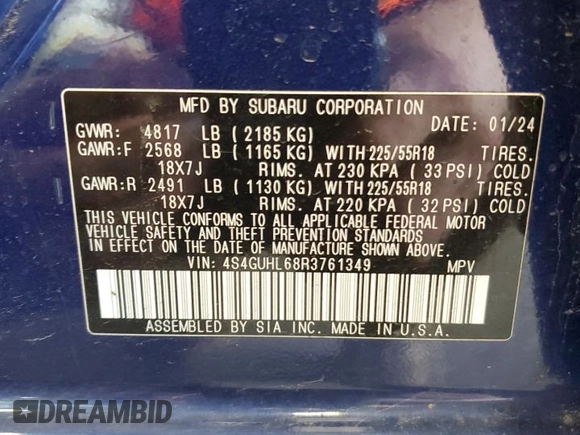 MFD BY SUBARU CORPORATION
GVWR: 4817 LB (2185 KG) DATE: 01/24
GAWR:F 2568 LB (1165 KG) WITH 225/55R18 TIRES.
18X7J RIMS. AT 230 KPA (33 PSI) COLD
GAWR:R 2491 LB (1130 KG) WITH 225/55R18 TIRES.
18X7J RIMS. AT 220 KPA (32 PSI) COLD
THIS VEHICLE CONFORMS TO ALL APPLICABLE FEDERAL MOTOR
VEHICLE SAFETY AND THEFT PREVENTION STANDARDS
IN EFFECT ON THE DATE OF MANUFACTURE SHOWN ABOVE.
VIN: 4S4GUHL68R3761349 MPV
ASSEMBLED BY SIA INC. MADE IN U.S.A.
DREAMBID